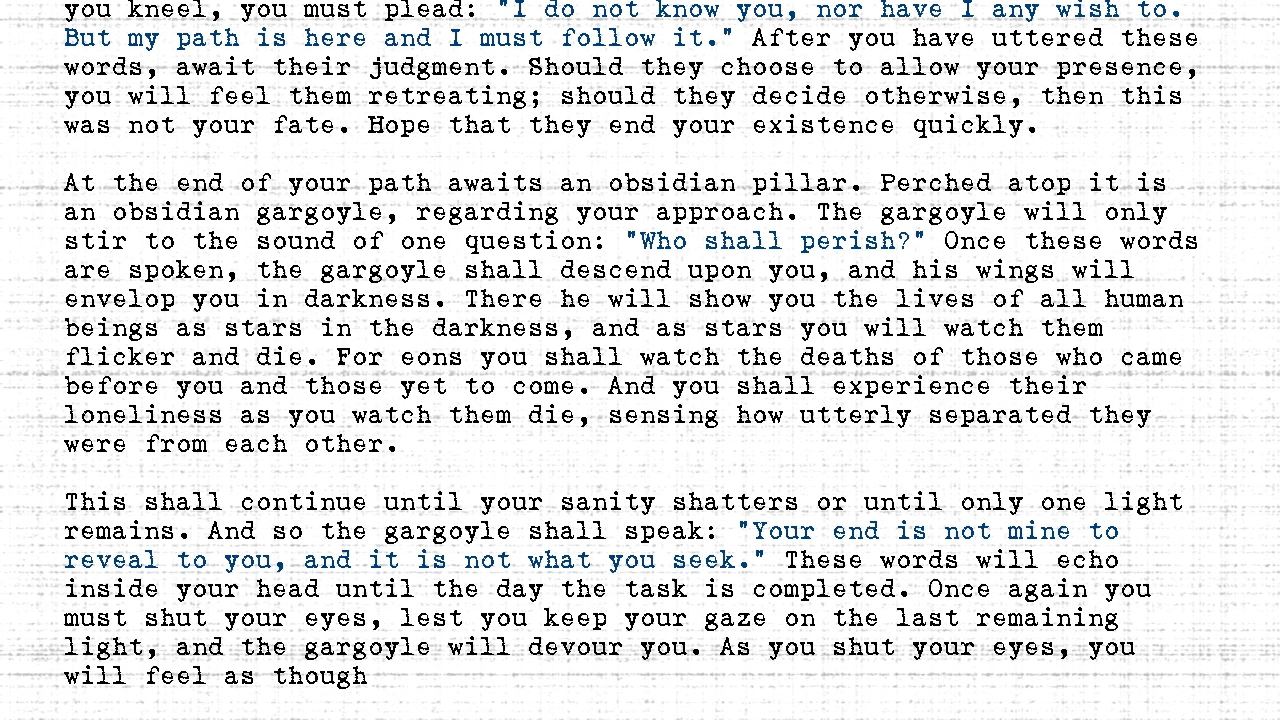 you kneel, you must plead: "I do not know you, nor have I any wish to.
But my path is here and I must follow it." After you have uttered these
words, await their judgment. Should they choose to allow your presence,
you will feel them retreating; should they decide otherwise, then this
was not your fate. Hope that they end your existence quickly.
At the end of your path awaits an obsidian pillar. Perched atop it is
an obsidian gargoyle, regarding your approach. The gargoyle will only
stir to the sound of one question: "Who shall perish?" Once these words
are spoken, the gargoyle shall descend upon you, and his wings will
envelop you in darkness. There he will show you the lives of all human
beings as stars in the darkness, and as stars you will watch them
flicker and die. For eons you shall watch the deaths of those who came
before you and those yet to come. And you shall experience their
loneliness as you watch them die, sensing how utterly separated they
were from each other.
This shall continue until your sanity shatters or until only one light
remains. And so the gargoyle shall speak: "Your end is not mine to
reveal to you, and it is not what you seek." These words will echo
inside your head until the day the task is completed. Once again you
must shut your eyes, lest you keep your gaze on the last remaining
light, and the gargoyle will devour you. As you shut your eyes, you
will feel as though